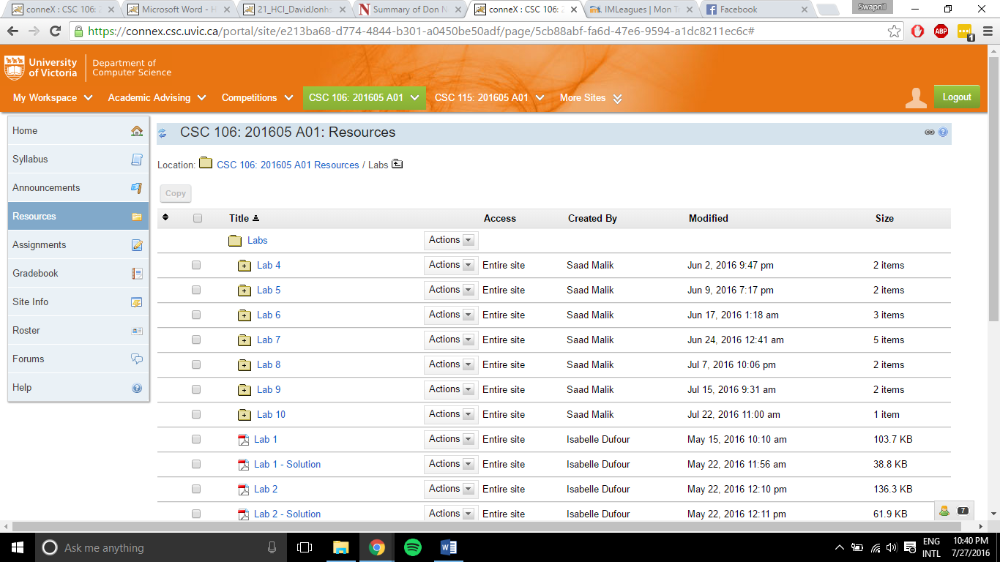 conneX : CSC 106: 2
Microsoft Word - H
21_HCI_DavidJonhs
Summary of Don N
conneX : CSC 106: 2
IMLeagues | Mon T
Facebook
Swapnil
https://connex.csc.uvic.ca/portal/site/e213ba68-d774-4844-b301-a0450be50adf/page/5cb88abf-fa6d-47e6-9594-a1dc8211ec6c#
ABP
1
University of Victoria
Department of Computer Science
My Workspace Academic Advising Competitions CSC 106: 201605 A01 CSC 115: 201605 A01 More Sites Logout
Home
Syllabus
Announcements
Resources
Assignments
Gradebook
Site Info
Roster
Forums
Help
CSC 106: 201605 A01: Resources
Location: CSC 106: 201605 A01 Resources / Labs
Copy
Title Access Created By Modified Size
Labs Actions
Lab 4 Actions Entire site Saad Malik Jun 2, 2016 9:47 pm 2 items
Lab 5 Actions Entire site Saad Malik Jun 9, 2016 7:17 pm 2 items
Lab 6 Actions Entire site Saad Malik Jun 17, 2016 1:18 am 3 items
Lab 7 Actions Entire site Saad Malik Jun 24, 2016 12:41 am 5 items
Lab 8 Actions Entire site Saad Malik Jul 7, 2016 10:06 pm 2 items
Lab 9 Actions Entire site Saad Malik Jul 15, 2016 9:31 am 2 items
Lab 10 Actions Entire site Saad Malik Jul 22, 2016 11:00 am 1 item
Lab 1 Actions Entire site Isabelle Dufour May 15, 2016 10:10 am 103.7 KB
Lab 1 - Solution Actions Entire site Isabelle Dufour May 22, 2016 11:56 am 38.8 KB
Lab 2 Actions Entire site Isabelle Dufour May 22, 2016 12:10 pm 136.3 KB
Lab 2 - Solution Actions Entire site Isabelle Dufour May 22, 2016 12:11 pm 61.9 KB
7
Ask me anything
ENG
INTL
10:40 PM
7/27/2016